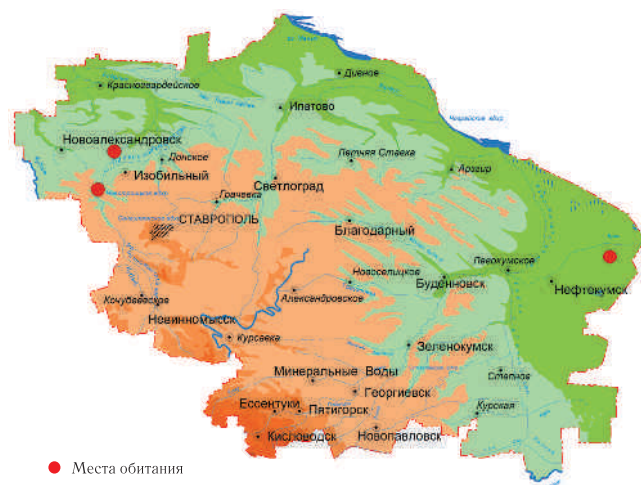 Дивное
Красногвардейское
Ипатово
Новоалександровск
Донское
Летняя Ставка
Изобильный
Арзгир
Светлоград
Грачевка
СТАВРОПОЛЬ
Благодарный
Левокумское
Новоселицкое
Буденновск
Нефтекумск
Кочубеевское
Александровское
Невинномысск
Курсавка
Зеленокумск
Минеральные Воды
Степное
Георгиевск
Ессентуки
Пятигорск
Курская
Кисловодск
Новопавловск
Места обитания